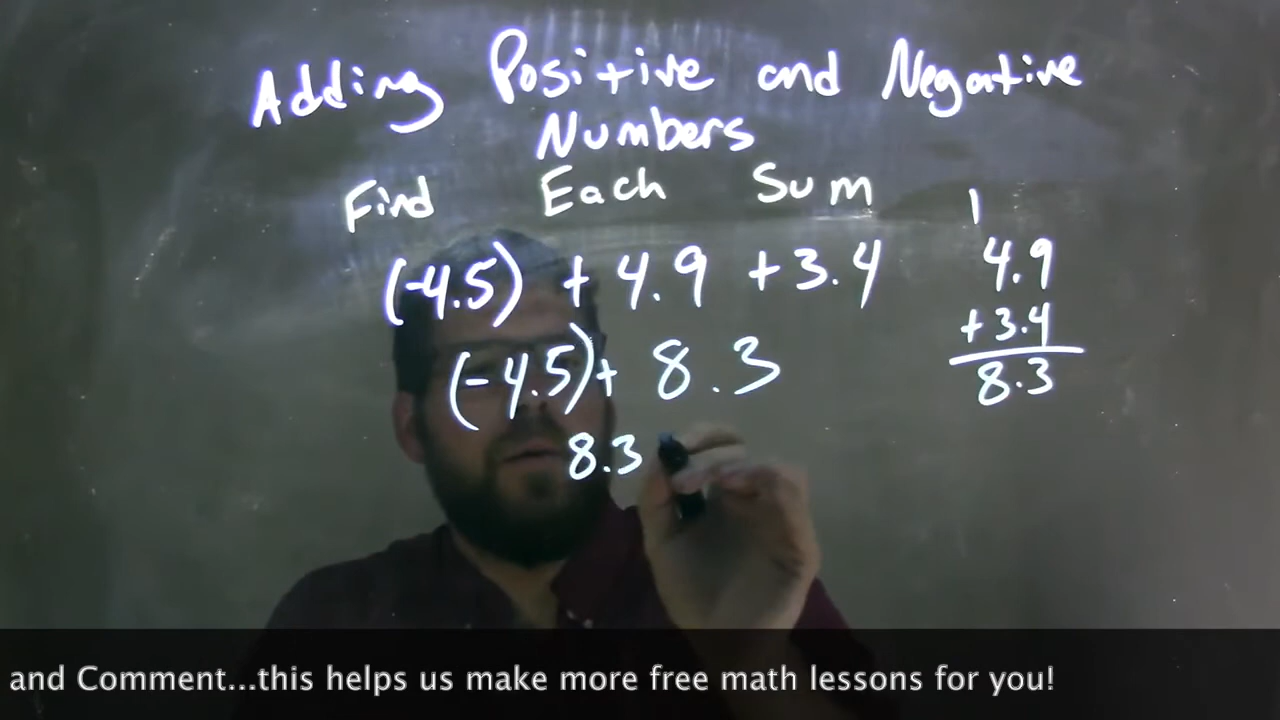 Adding Positive and Negative
Numbers
Find Each Sum
(-4.5) + 4.9 + 3.4
(-4.5) + 8.3
8.3
1
4.9
+3.4
8.3
and Comment...this helps us make more free math lessons for you!